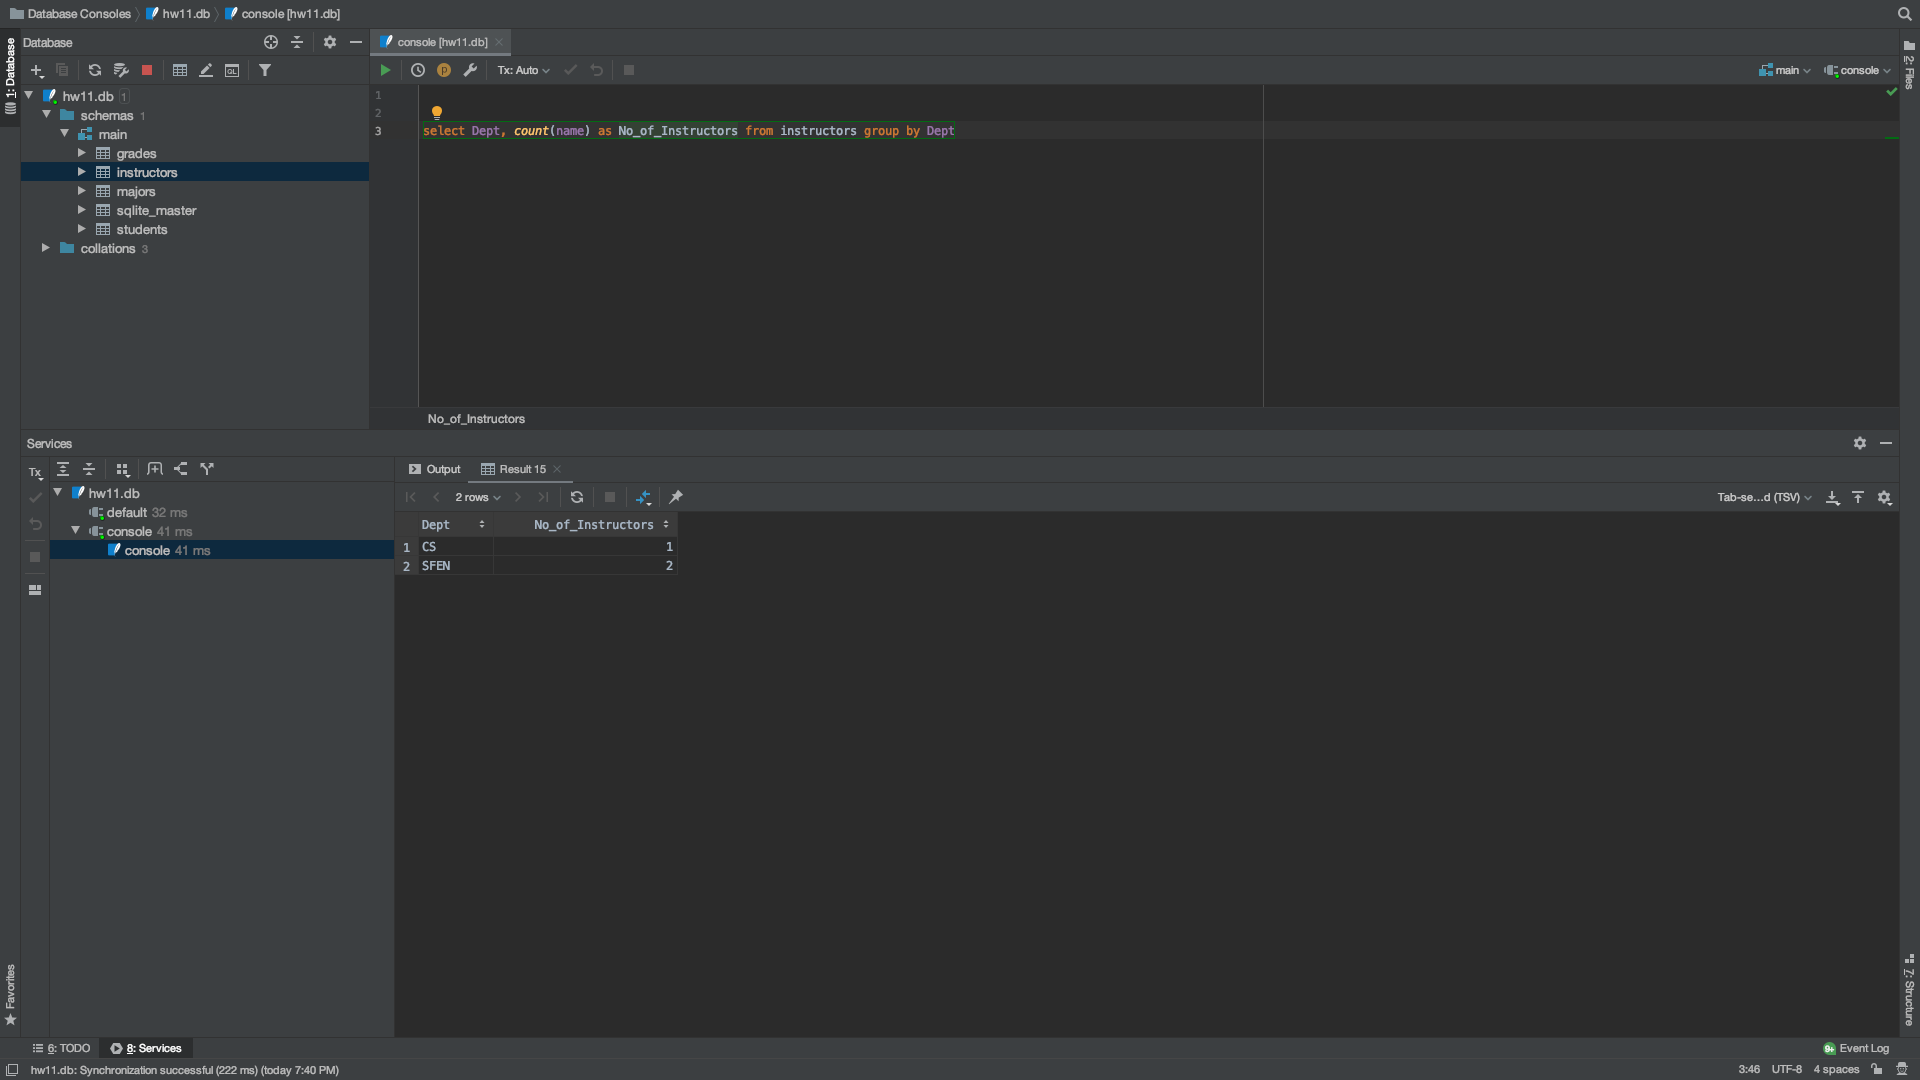 Database Consoles hw11.db console [hw11.db]
Database
console [hw11.db]
Tx: Auto
main
console
1: Database
2: Files
hw11.db 1
schemas 1
main
grades
instructors
majors
sqlite_master
students
collations 3
1
2
3 select Dept, count(name) as No_of_Instructors from instructors group by Dept
No_of_Instructors
Services
Tx
hw11.db
default 32 ms
console 41 ms
console 41 ms
Output Result 15
2 rows
Tab-se...d (TSV)
Dept No_of_Instructors
1 CS 1
2 SFEN 2
Favorites
7: Structure
6: TODO 8: Services
9+ Event Log
hw11.db: Synchronization successful (222 ms) (today 7:40 PM)
3:46 UTF-8 4 spaces